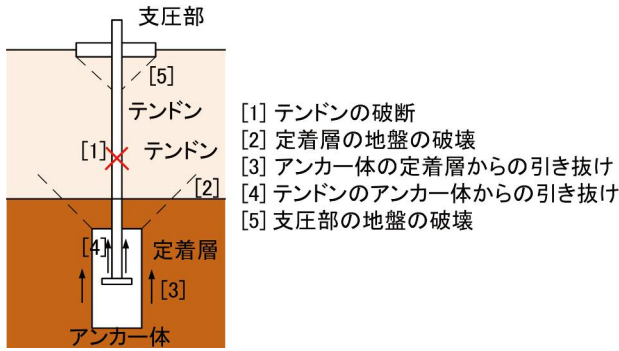 支圧部
[5]
テンドン
[1] テンドン
[2]
[4] 定着層
[3]
アンカー体
[1] テンドンの破断
[2] 定着層の地盤の破壊
[3] アンカー体の定着層からの引き抜け
[4] テンドンのアンカー体からの引き抜け
[5] 支圧部の地盤の破壊